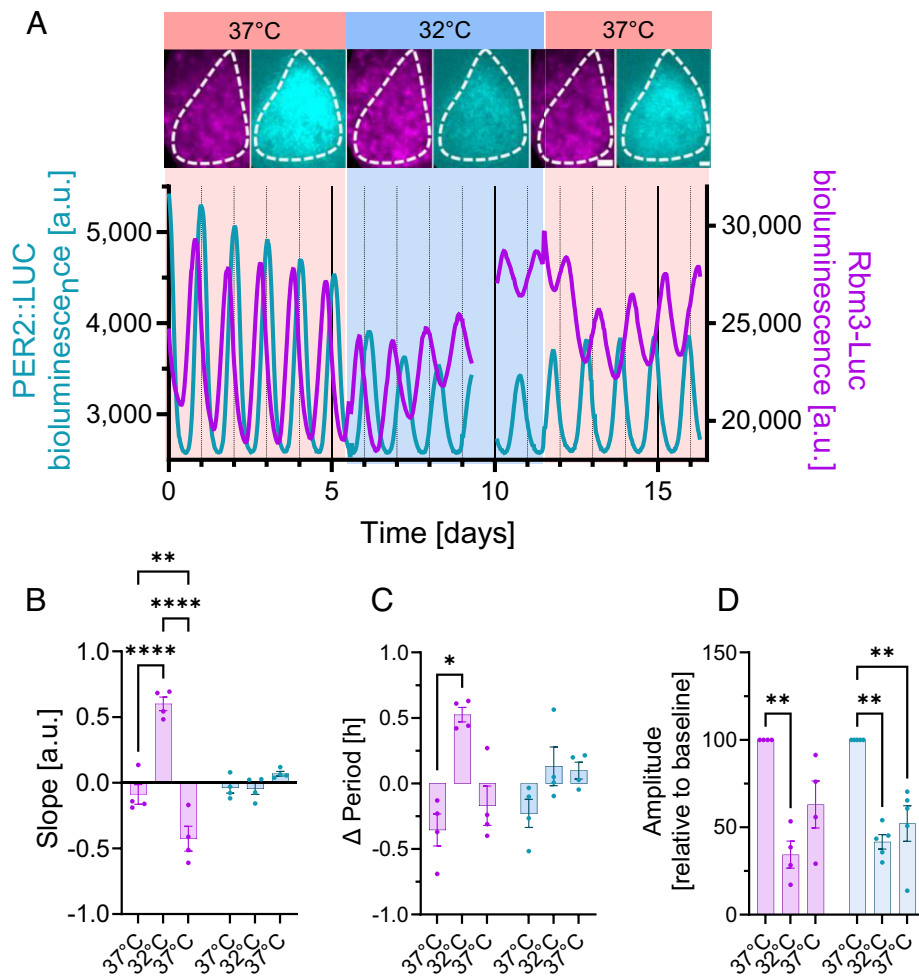 A
37°C 32°C 37°C
PER2::LUC
bioluminescence [a.u.]
5,000
4,000
3,000
30,000
25,000
20,000
Rbm3-Luc
bioluminescence [a.u.]
0 5 10 15
Time [days]
B
** 
****
****
Slope [a.u.]
1.0
0.5
0.0
-0.5
-1.0
37°C 32°C 37°C 37°C 32°C 37°C
C
*
Δ Period [h]
1.0
0.5
0.0
-0.5
-1.0
37°C 32°C 37°C 37°C 32°C 37°C
D
**
**
**
Amplitude
[relative to baseline]
150
100
50
0
37°C 32°C 37°C 37°C 32°C 37°C